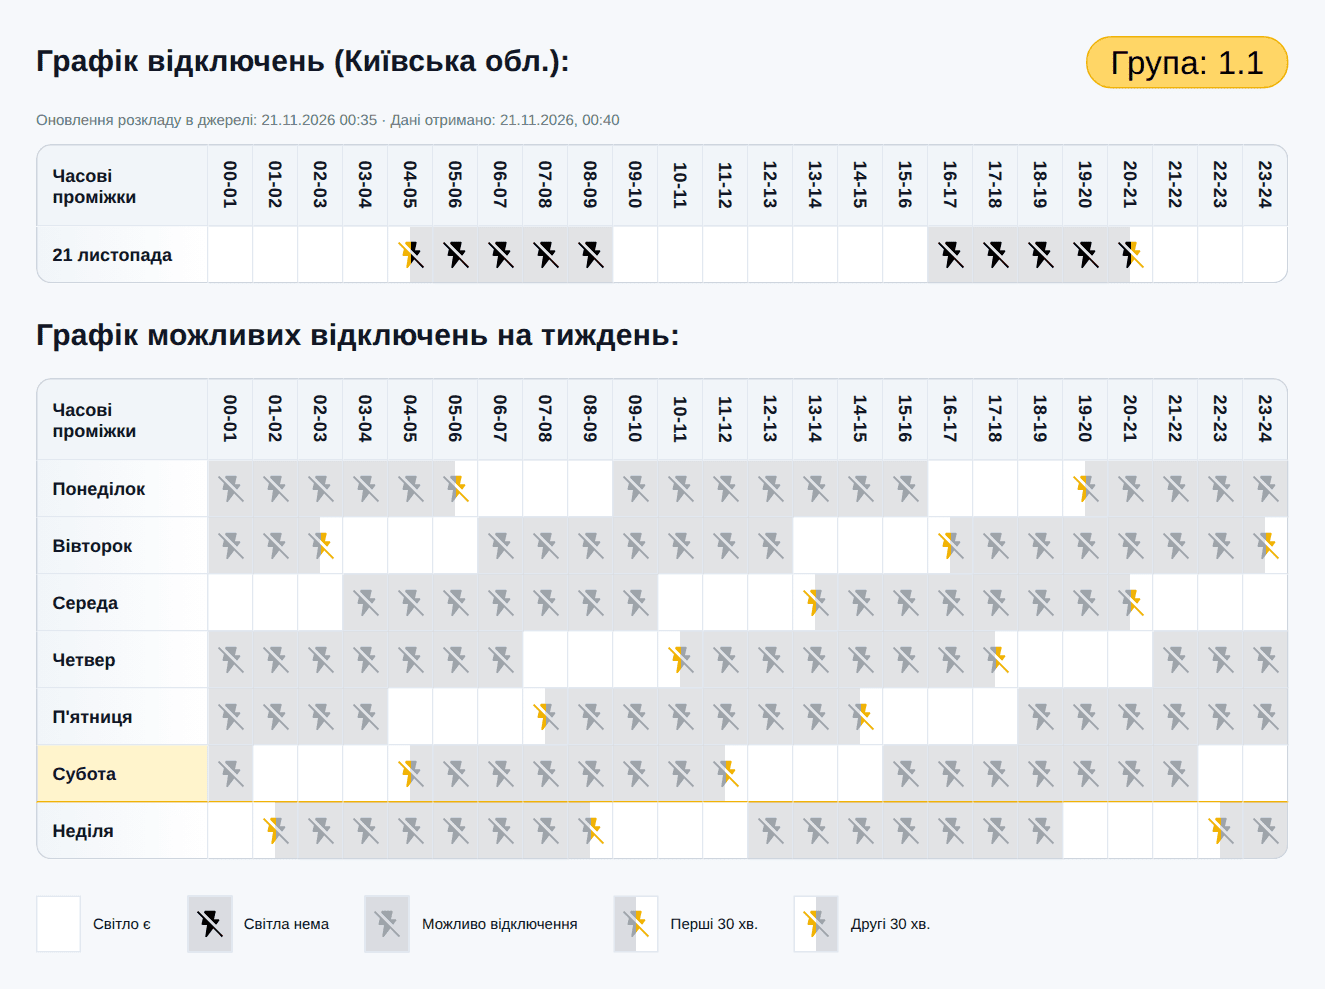 Графік відключень (Київська обл.):
Група: 1.1
Оновлення розкладу в джерелі: 21.11.2026 00:35 · Дані отримано: 21.11.2026, 00:40
Часові
проміжки
00-01 01-02 02-03 03-04 04-05 05-06 06-07 07-08 08-09 09-10 10-11 11-12 12-13 13-14 14-15 15-16 16-17 17-18 18-19 19-20 20-21 21-22 22-23 23-24
21 листопада
Графік можливих відключень на тиждень:
Часові
проміжки
00-01 01-02 02-03 03-04 04-05 05-06 06-07 07-08 08-09 09-10 10-11 11-12 12-13 13-14 14-15 15-16 16-17 17-18 18-19 19-20 20-21 21-22 22-23 23-24
Понеділок
Вівторок
Середа
Четвер
П'ятниця
Субота
Неділя
Світло є
Світла нема
Можливо відключення
Перші 30 хв.
Другі 30 хв.